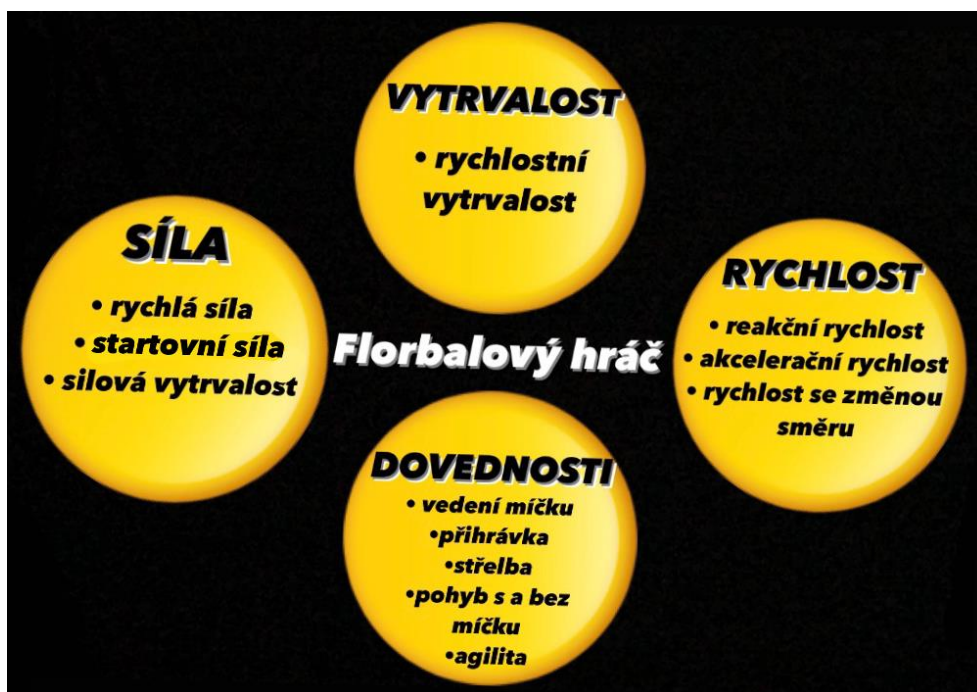 VYTRVALOST
• rychlostní
vytrvalost
SÍLA
• rychlá síla
• startovní síla
• silová vytrvalost
Florbalový hráč
RYCHLOST
• reakční rychlost
• akcelerační rychlost
• rychlost se změnou
směru
DOVEDNOSTI
• vedení míčku
•přihrávka
•střelba
•pohyb s a bez
míčku
•agilita